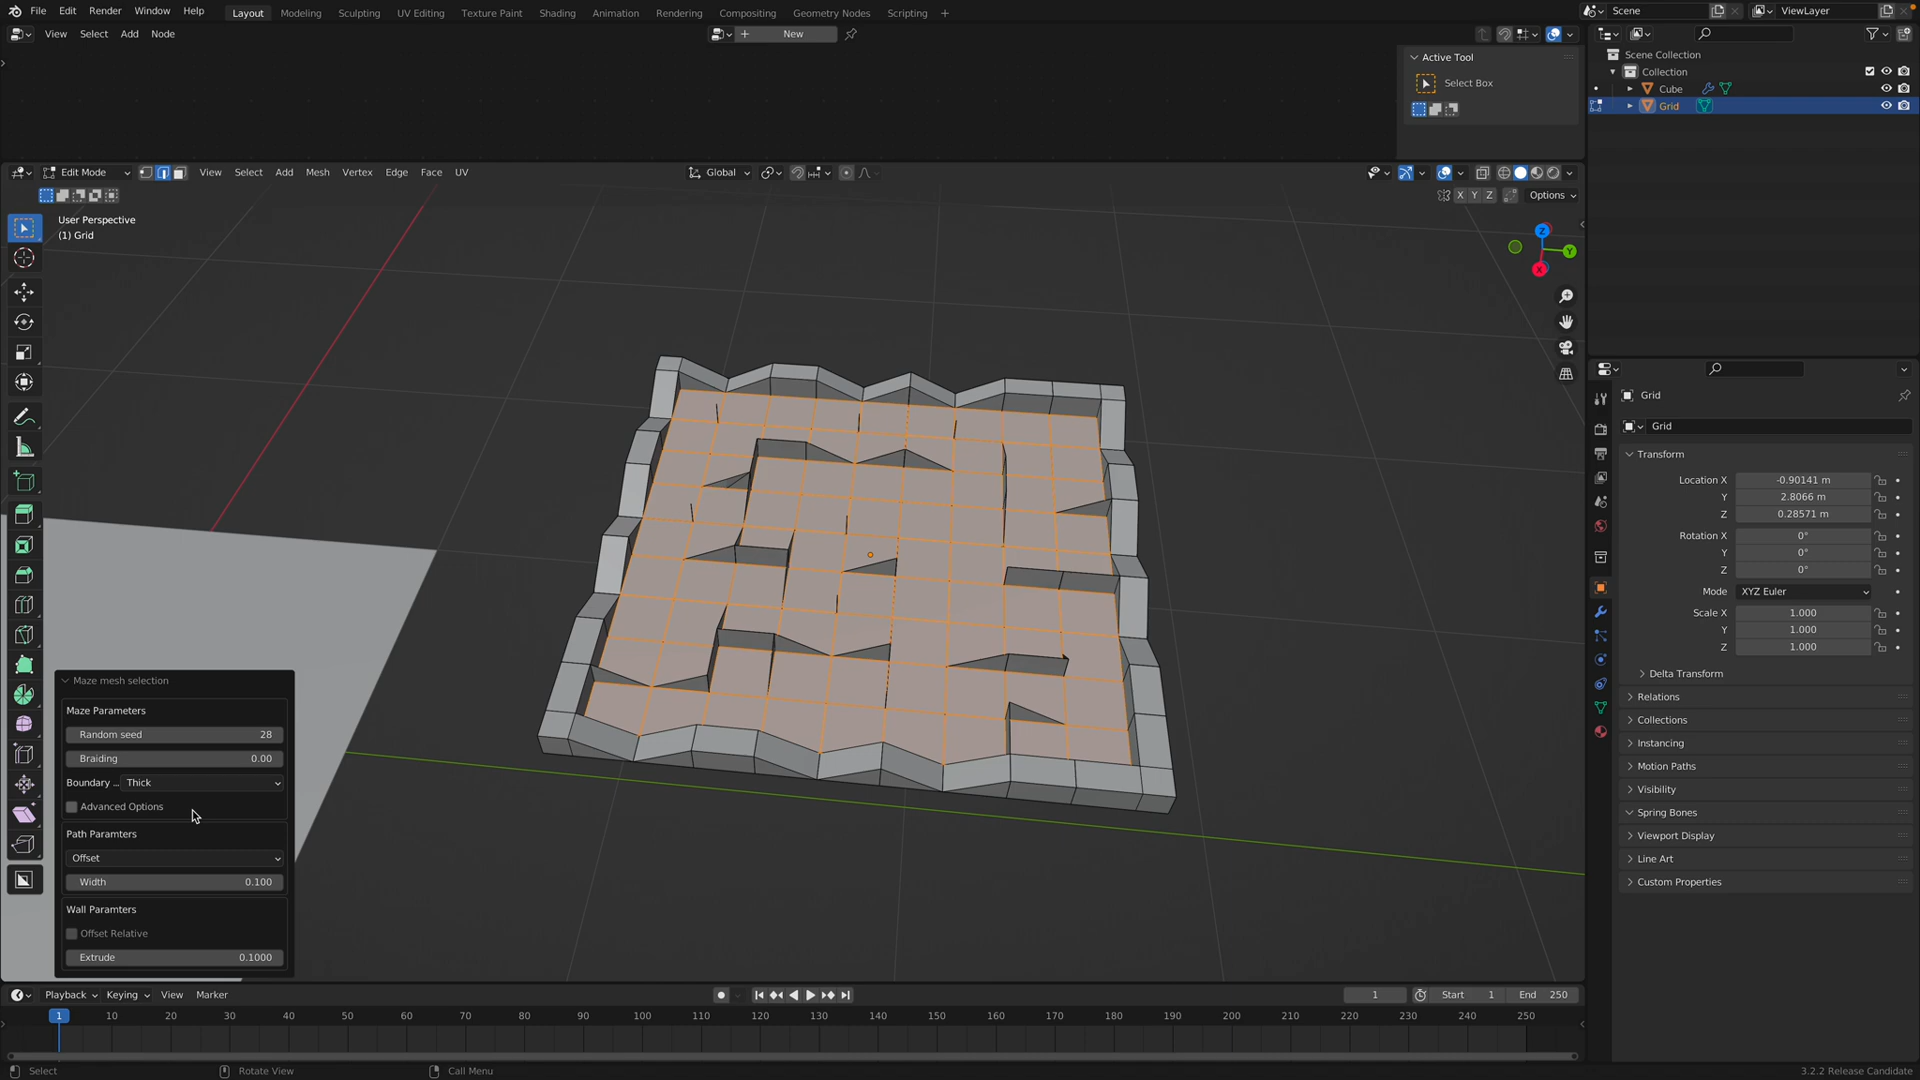 File Edit Render Window Help Layout Modeling Sculpting UV Editing Texture Paint Shading Animation Rendering Compositing Geometry Nodes Scripting + Scene ViewLayer
View Select Add Node New
Active Tool
Select Box
Scene Collection
Collection
Cube
Grid
Edit Mode View Select Add Mesh Vertex Edge Face UV Global
X Y Z Options
User Perspective
(1) Grid
Z
Y
X
Maze mesh selection
Maze Parameters
Random seed 28
Braiding 0.00
Boundary ... Thick
Advanced Options
Path Paramters
Offset
Width 0.100
Wall Paramters
Offset Relative
Extrude 0.1000
Grid
Grid
Transform
Location X -0.90141 m
Y 2.8066 m
Z 0.28571 m
Rotation X 0°
Y 0°
Z 0°
Mode XYZ Euler
Scale X 1.000
Y 1.000
Z 1.000
Delta Transform
Relations
Collections
Instancing
Motion Paths
Visibility
Spring Bones
Viewport Display
Line Art
Custom Properties
Playback Keying View Marker 1 Start 1 End 250
1 10 20 30 40 50 60 70 80 90 100 110 120 130 140 150 160 170 180 190 200 210 220 230 240 250
Select Rotate View Call Menu 3.2.2 Release Candidate